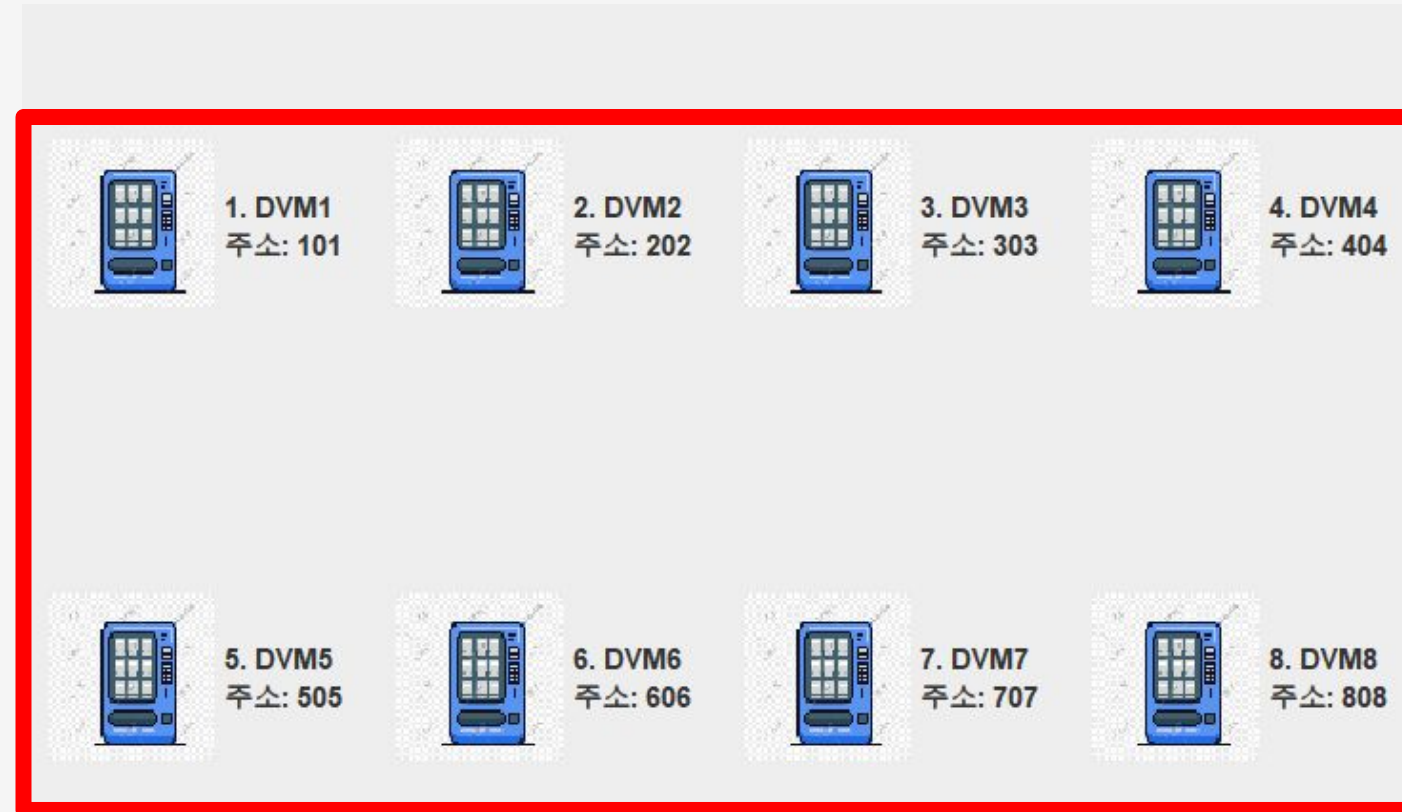 1. DVM1
주소: 101
2. DVM2
주소: 202
3. DVM3
주소: 303
4. DVM4
주소: 404
5. DVM5
주소: 505
6. DVM6
주소: 606
7. DVM7
주소: 707
8. DVM8
주소: 808